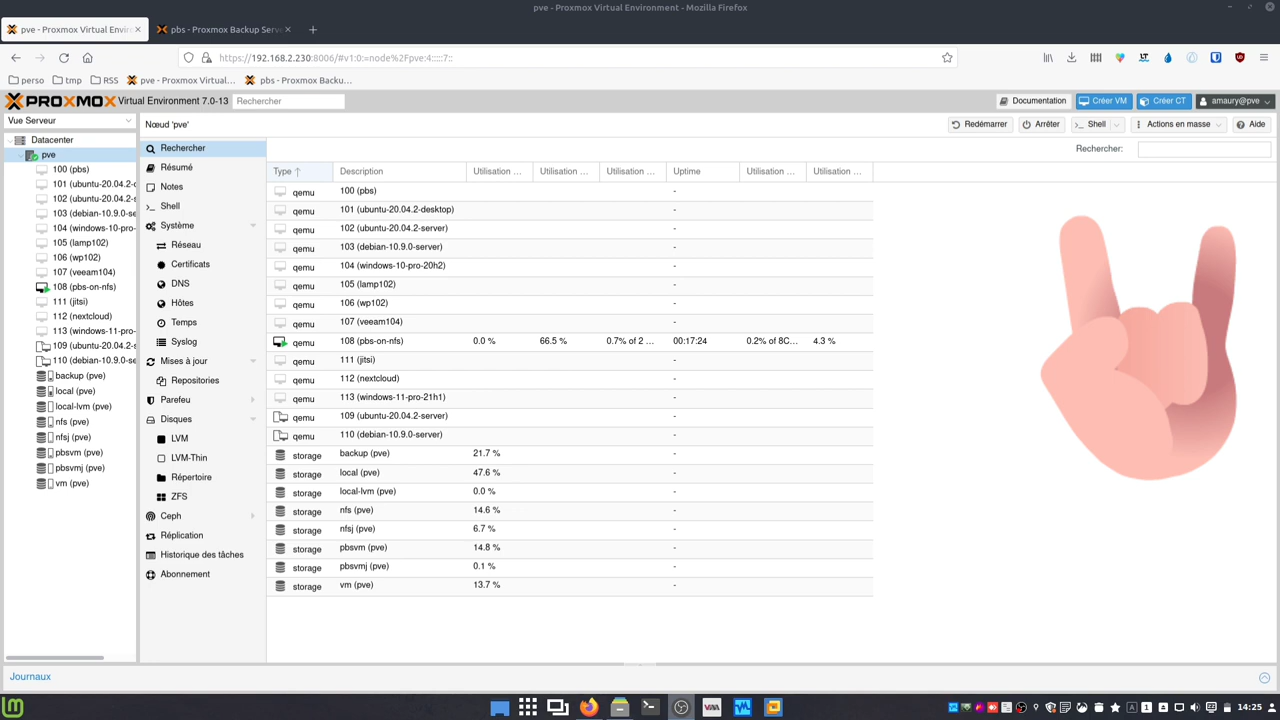 pve - Proxmox Virtual Environment - Mozilla Firefox
pve - Proxmox Virtual Enviro
pbs - Proxmox Backup Serve
https://192.168.2.230:8006/#v1:0:=node%2Fpve:4:::::7::
perso
tmp
RSS
pve - Proxmox Virtual...
pbs - Proxmox Backu...
PROXMOX Virtual Environment 7.0-13
Rechercher
Documentation
Créer VM
Créer CT
amaury@pve
Vue Serveur
Nœud 'pve'
Redémarrer
Arrêter
Shell
Actions en masse
Aide
Datacenter
pve
100 (pbs)
101 (ubuntu-20.04.2-d
102 (ubuntu-20.04.2-s
103 (debian-10.9.0-se
104 (windows-10-pro-
105 (lamp102)
106 (wp102)
107 (veeam104)
108 (pbs-on-nfs)
111 (jitsi)
112 (nextcloud)
113 (windows-11-pro-
109 (ubuntu-20.04.2-s
110 (debian-10.9.0-se
backup (pve)
local (pve)
local-lvm (pve)
nfs (pve)
nfsj (pve)
pbsvm (pve)
pbsvmj (pve)
vm (pve)
Rechercher
Résumé
Notes
Shell
Système
Réseau
Certificats
DNS
Hôtes
Temps
Syslog
Mises à jour
Repositories
Parefeu
Disques
LVM
LVM-Thin
Répertoire
ZFS
Ceph
Réplication
Historique des tâches
Abonnement
Rechercher:
Type Description Utilisation ... Utilisation ... Utilisation ... Uptime Utilisation ... Utilisation ...
qemu 100 (pbs) -
qemu 101 (ubuntu-20.04.2-desktop) -
qemu 102 (ubuntu-20.04.2-server) -
qemu 103 (debian-10.9.0-server) -
qemu 104 (windows-10-pro-20h2) -
qemu 105 (lamp102) -
qemu 106 (wp102) -
qemu 107 (veeam104) -
qemu 108 (pbs-on-nfs) 0.0 % 66.5 % 0.7% of 2 ... 00:17:24 0.2% of 8C... 4.3 %
qemu 111 (jitsi) -
qemu 112 (nextcloud) -
qemu 113 (windows-11-pro-21h1) -
qemu 109 (ubuntu-20.04.2-server) -
qemu 110 (debian-10.9.0-server) -
storage backup (pve) 21.7 % -
storage local (pve) 47.6 % -
storage local-lvm (pve) 0.0 % -
storage nfs (pve) 14.6 % -
storage nfsj (pve) 6.7 % -
storage pbsvm (pve) 14.8 % -
storage pbsvmj (pve) 0.1 % -
storage vm (pve) 13.7 % -
Journaux
14:25